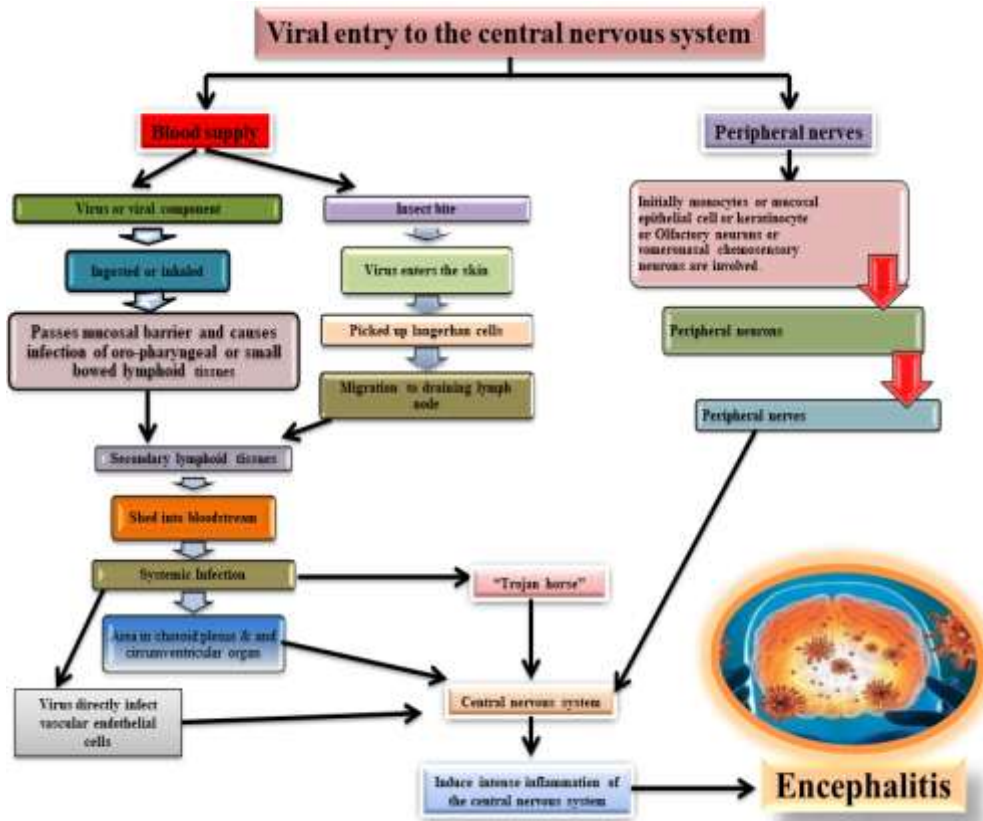 Viral entry to the central nervous system
Blood supply
Peripheral nerves
Virus or viral component
Insect bite
Initially monocytes or mucosal
epithelial cell or keratinocyte
or Olfactory neurons or
vomeronasal chemosensory
neurons are involved.
Ingested or inhaled
Virus enters the skin
Passes mucosal barrier and causes
infection of oro-pharyngeal or small
bowed lymphoid tissues
Picked up langerhan cells
Peripheral neurons
Migration to draining lymph
node
Peripheral nerves
Secondary lymphoid tissues
Shed into bloodstream
Systemic Infection
“Trojan horse”
Area in choroid plexus & and
circumventricular organ
Virus directly infect
vascular endothelial
cells
Central nervous system
Induce intense inflammation of
the central nervous system
Encephalitis